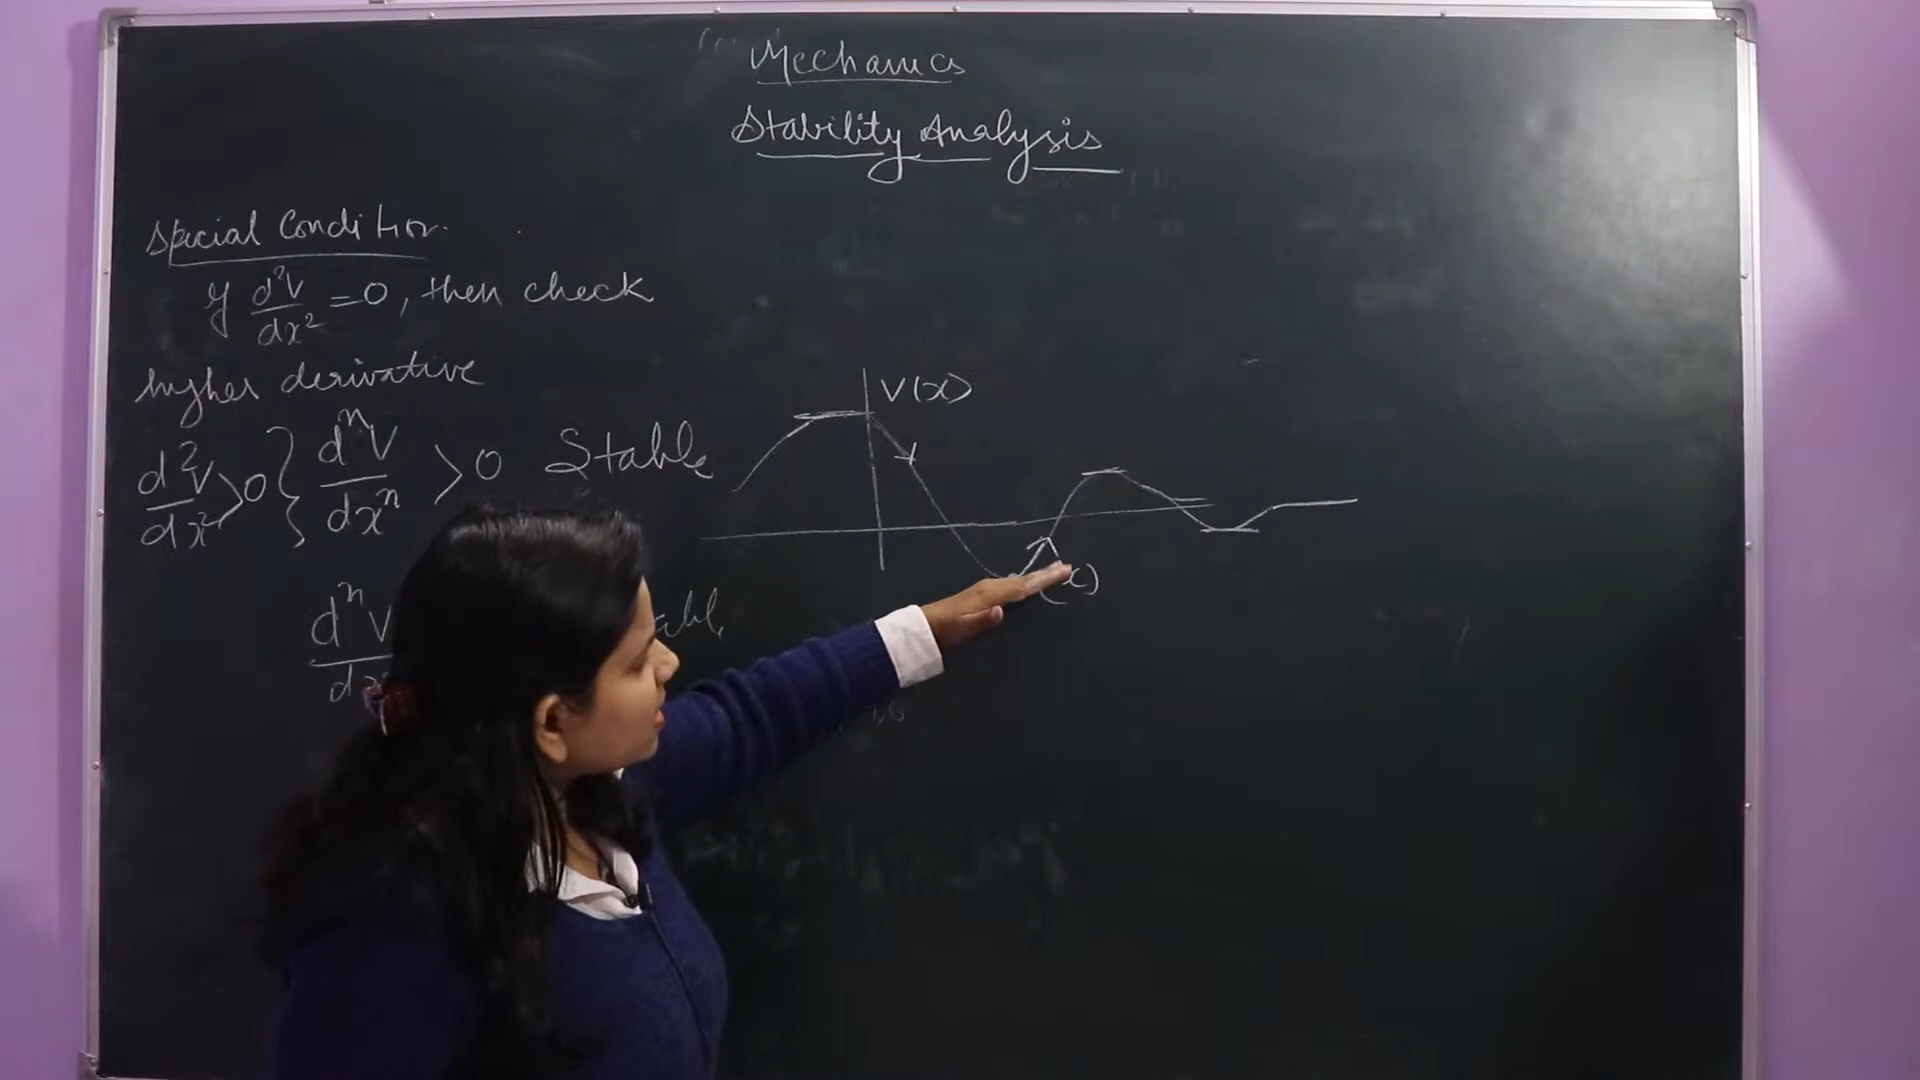 Mechanics
Stability Analysis
Special Condition.
If d²V/dx² = 0, then check
higher derivative
d²V/dx² > 0 } dⁿV/dxⁿ > 0 Stable
dⁿV
V(x)
(x)